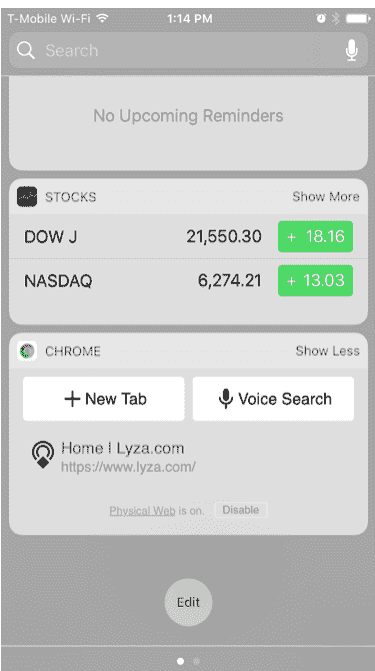 T-Mobile Wi-Fi 1:14 PM
Search
No Upcoming Reminders
STOCKS Show More
DOW J 21,550.30 + 18.16
NASDAQ 6,274.21 + 13.03
CHROME Show Less
+ New Tab Voice Search
Home | Lyza.com
https://www.lyza.com/
Physical Web is on. Disable
Edit